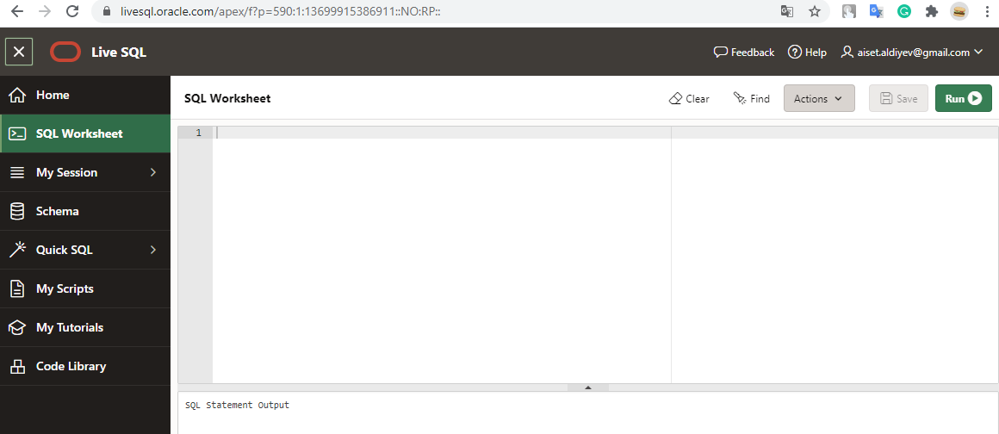 livesql.oracle.com/apex/f?p=590:1:13699915386911::NO:RP::
Live SQL
Feedback
Help
aiset.aldiyev@gmail.com
Home
SQL Worksheet
My Session
Schema
Quick SQL
My Scripts
My Tutorials
Code Library
SQL Worksheet
Clear
Find
Actions
Save
Run
1
SQL Statement Output